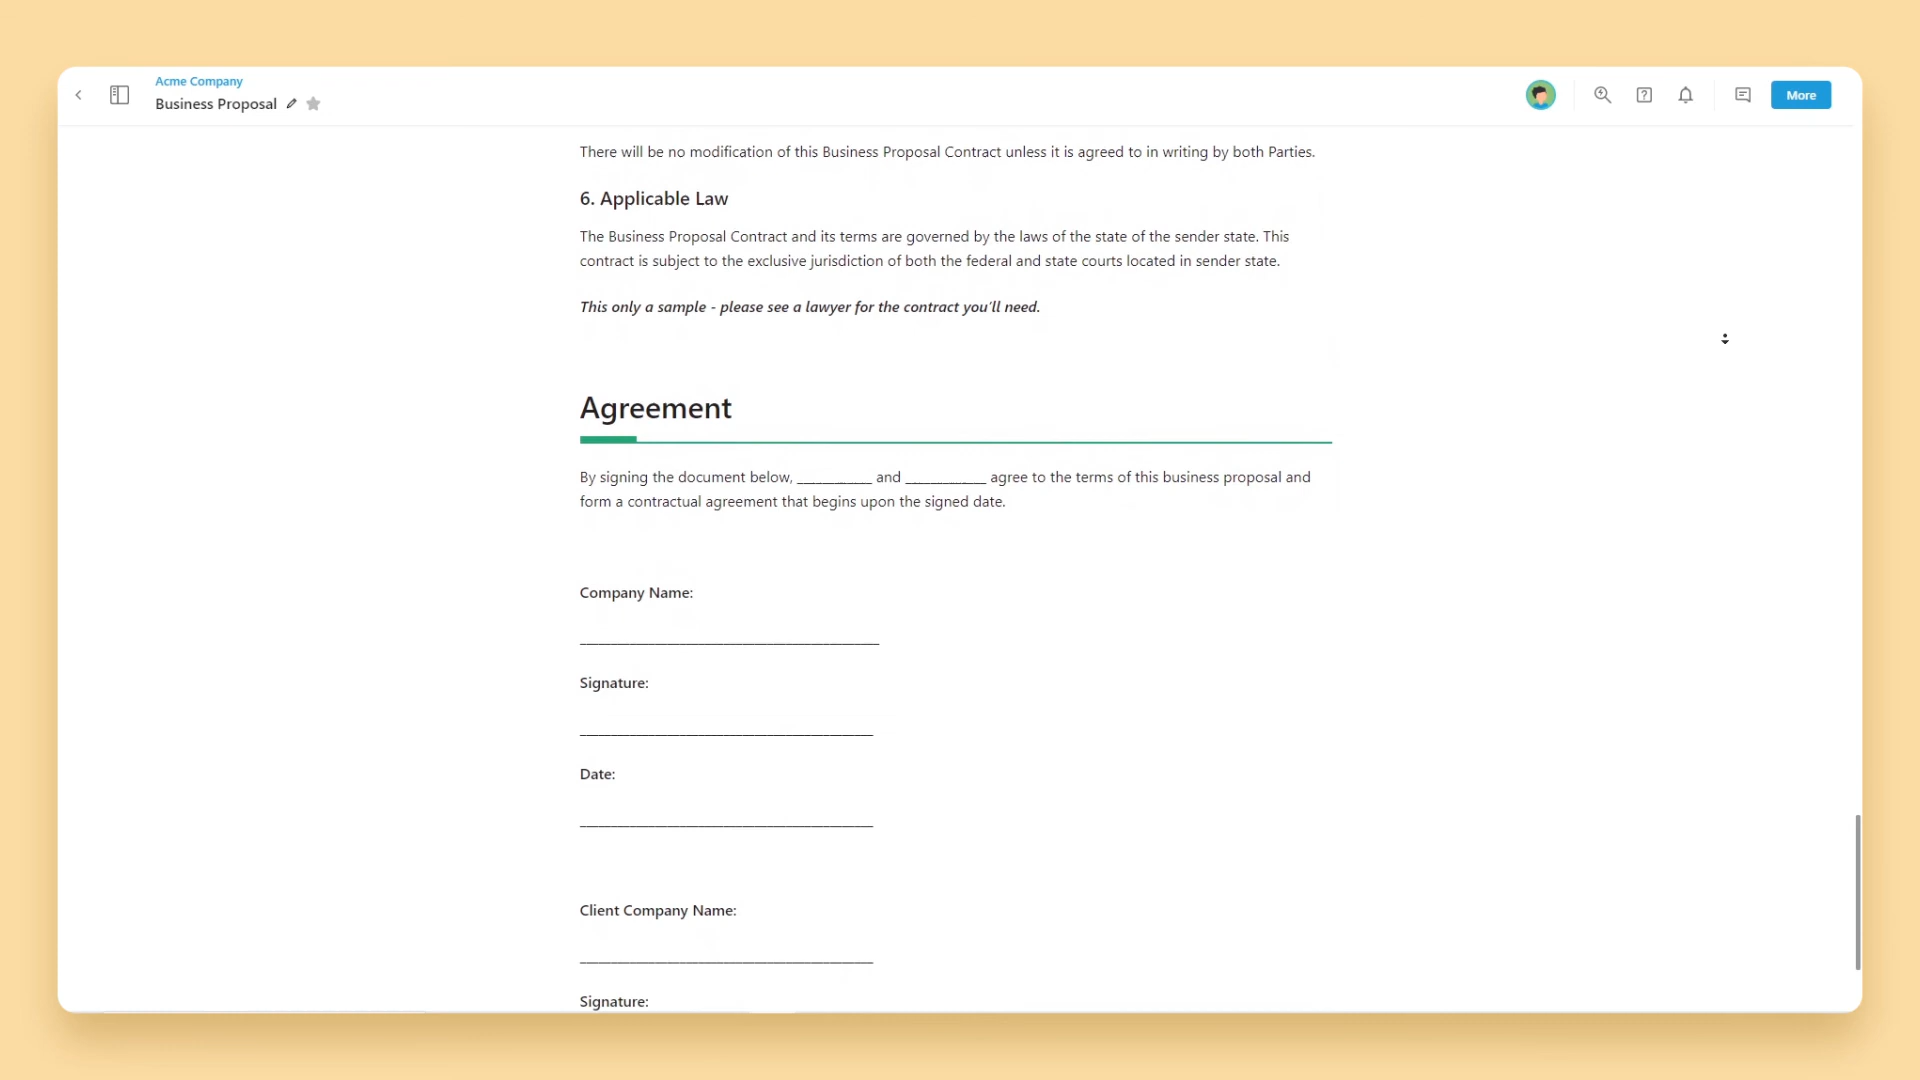 Acme Company
Business Proposal
More
There will be no modification of this Business Proposal Contract unless it is agreed to in writing by both Parties.
6. Applicable Law
The Business Proposal Contract and its terms are governed by the laws of the state of the sender state. This
contract is subject to the exclusive jurisdiction of both the federal and state courts located in sender state.
This only a sample - please see a lawyer for the contract you'll need.
Agreement
By signing the document below, ____________ and _____________ agree to the terms of this business proposal and
form a contractual agreement that begins upon the signed date.
Company Name:
Signature:
Date:
Client Company Name:
Signature: